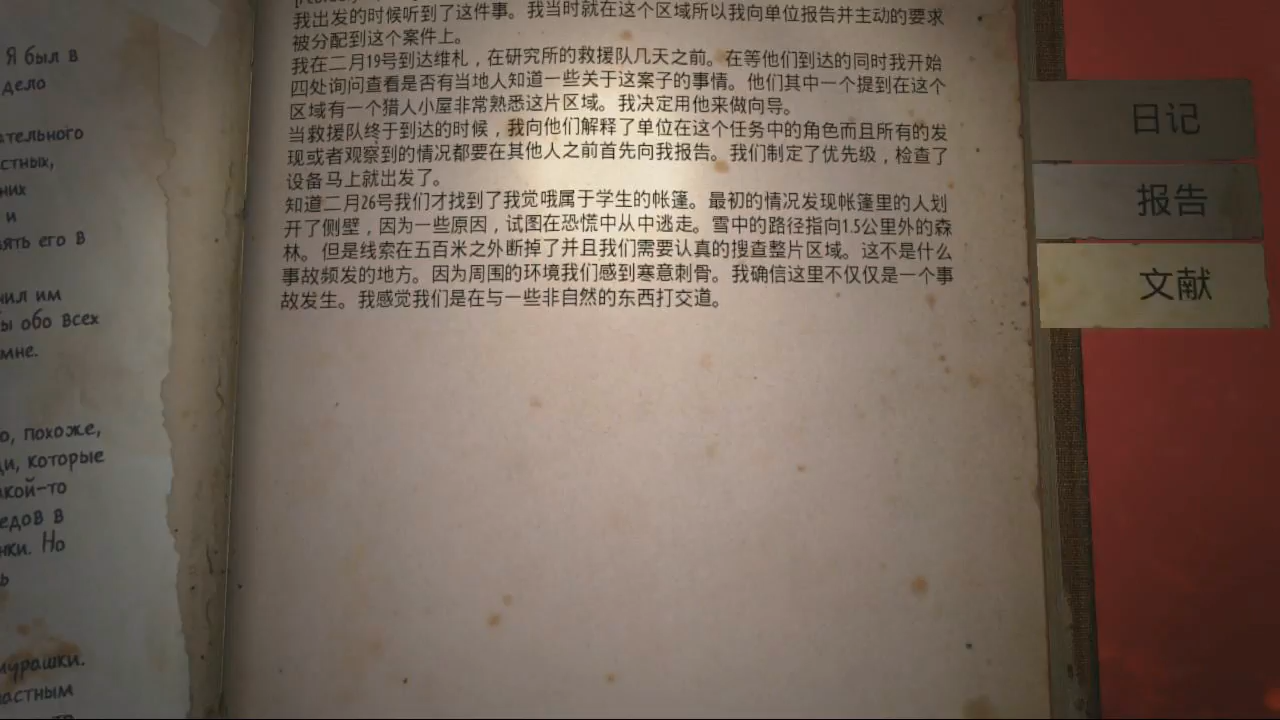 Я был в
дело
ательного
стных,
них
и
ять его в
нил им
ы обо всех
мне.
о, похоже,
ди, которые
акой-то
едов в
нки. Но
ь
мурашки.
частным
我出发的时候听到了这件事。我当时就在这个区域所以我向单位报告并主动的要求
被分配到这个案件上。
我在二月19号到达维札，在研究所的救援队几天之前。在等他们到达的同时我开始
四处询问查看是否有当地人知道一些关于这案子的事情。他们其中一个提到在这个
区域有一个猎人小屋非常熟悉这片区域。我决定用他来做向导。
当救援队终于到达的时候，我向他们解释了单位在这个任务中的角色而且所有的发
现或者观察到的情况都要在其他人之前首先向我报告。我们制定了优先级，检查了
设备马上就出发了。
知道二月26号我们才找到了我觉哦属于学生的帐篷。最初的情况发现帐篷里的人划
开了侧壁，因为一些原因，试图在恐慌中从中逃走。雪中的路径指向1.5公里外的森
林。但是线索在五百米之外断掉了并且我们需要认真的搜查整片区域。这不是什么
事故频发的地方。因为周围的环境我们感到寒意刺骨。我确信这里不仅仅是一个事
故发生。我感觉我们是在与一些非自然的东西打交道。
日记
报告
文献